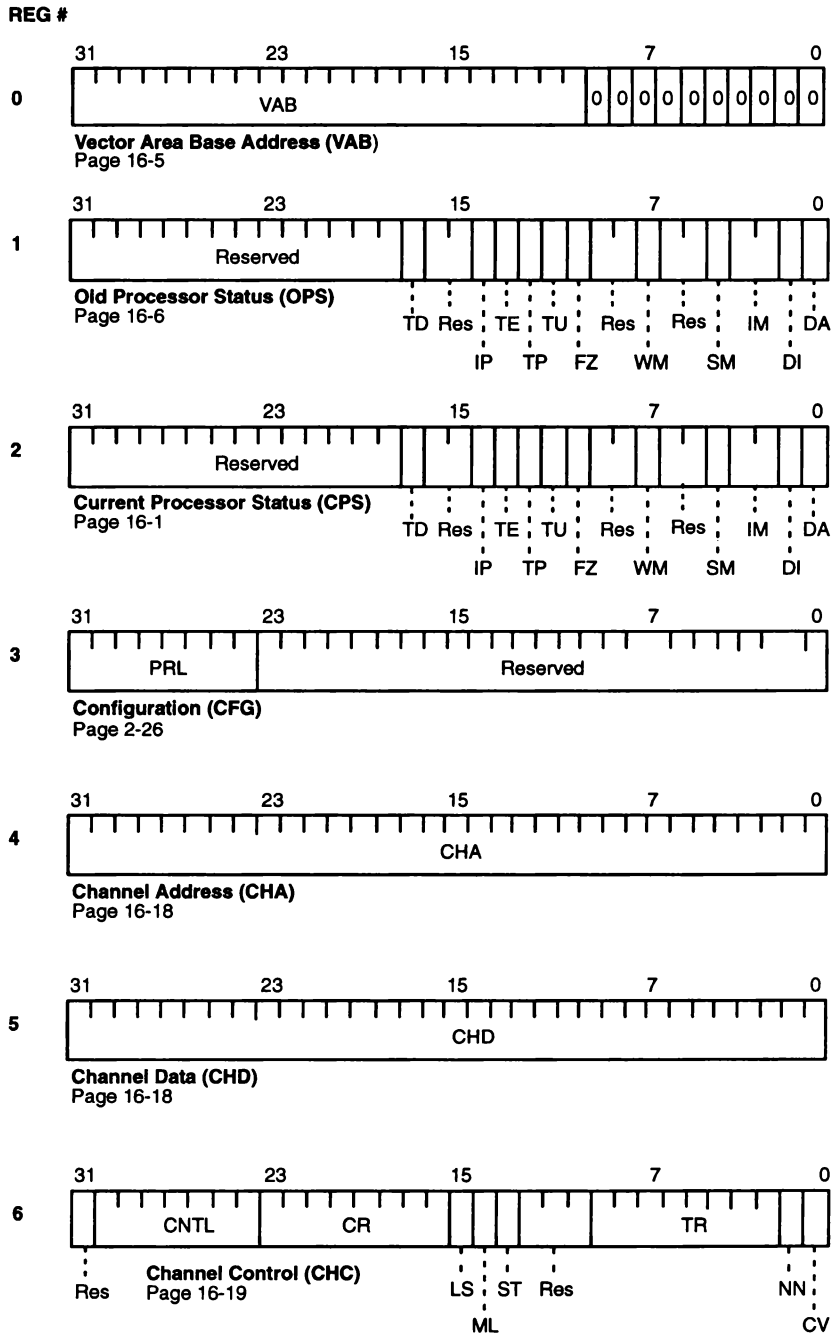 REG #
31 23 15 7 0
0 VAB 0 0 0 0 0 0 0 0 0 0
Vector Area Base Address (VAB)
Page 16-5
31 23 15 7 0
1 Reserved
Old Processor Status (OPS)
Page 16-6
TD Res TE TU Res Res IM DA
IP TP FZ WM SM DI
31 23 15 7 0
2 Reserved
Current Processor Status (CPS)
Page 16-1
TD Res TE TU Res Res IM DA
IP TP FZ WM SM DI
31 23 15 7 0
3 PRL Reserved
Configuration (CFG)
Page 2-26
31 23 15 7 0
4 CHA
Channel Address (CHA)
Page 16-18
31 23 15 7 0
5 CHD
Channel Data (CHD)
Page 16-18
31 23 15 7 0
6 CNTL CR TR
Channel Control (CHC)
Page 16-19
Res LS ST Res NN
ML CV